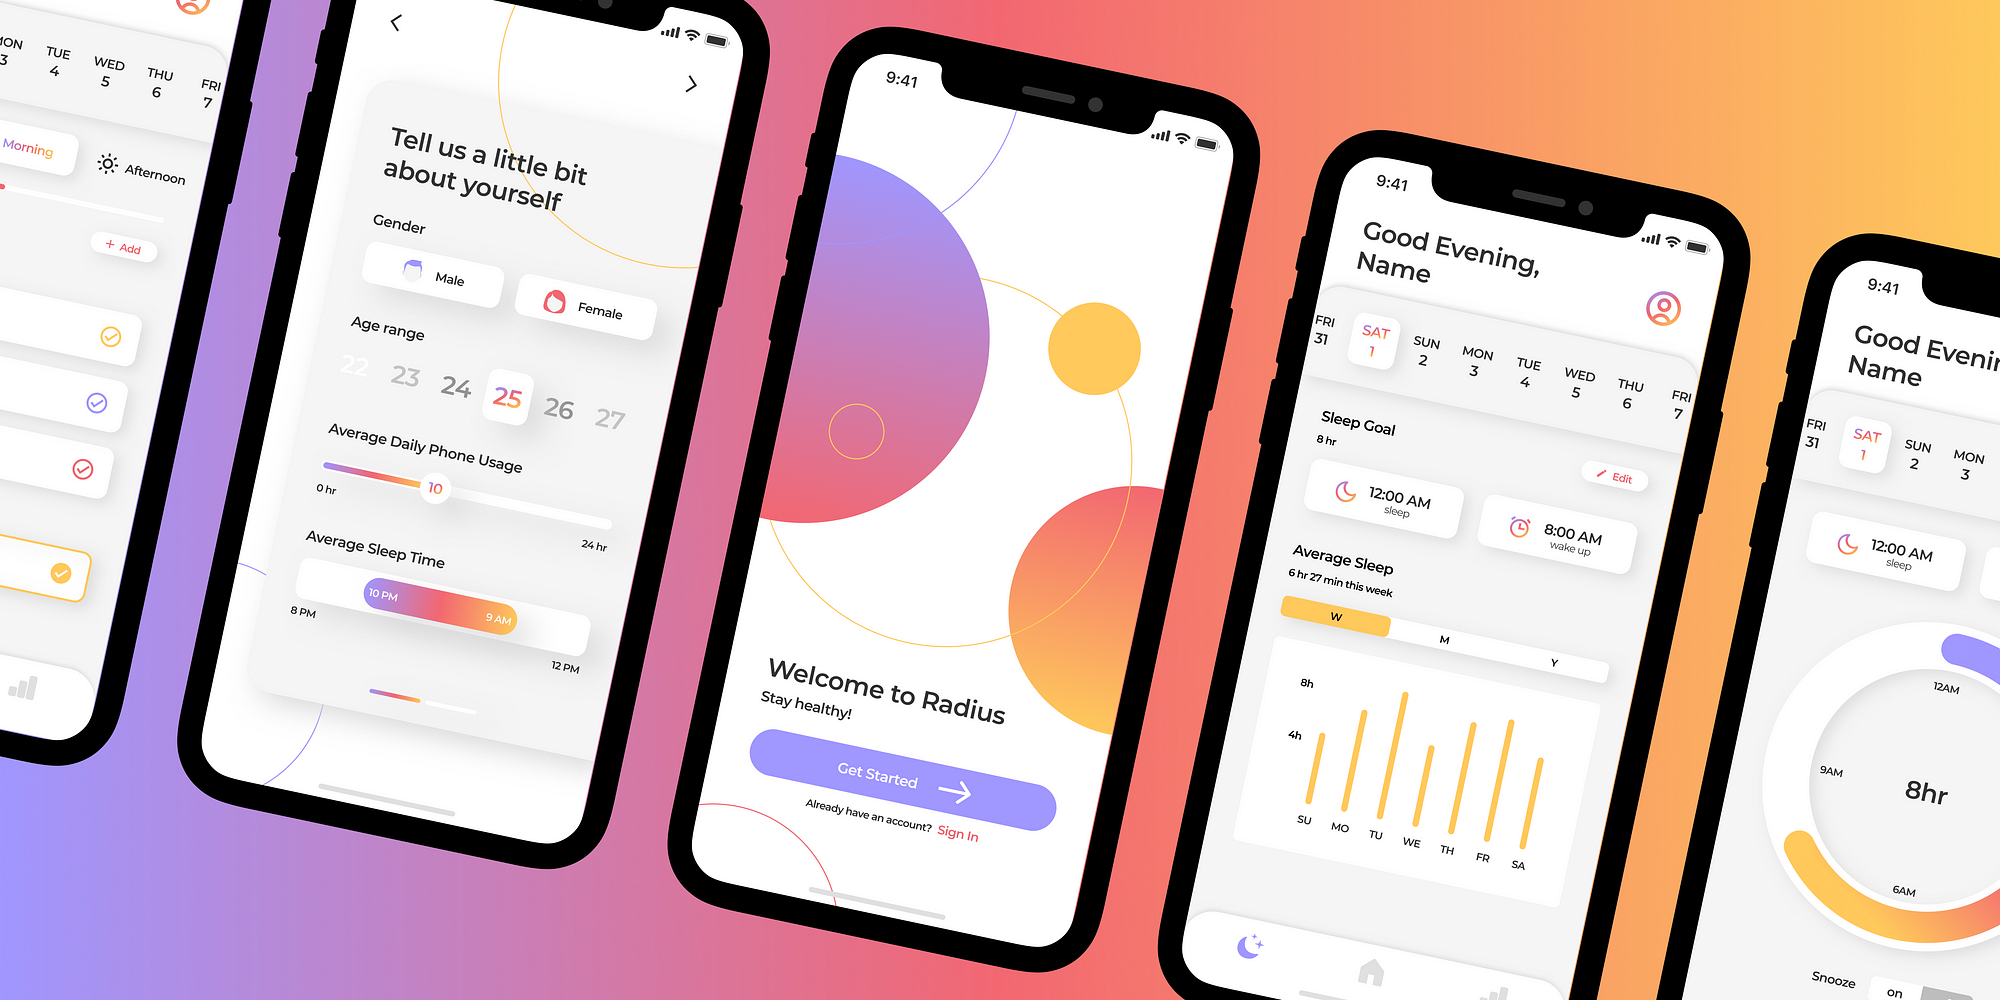 MON
3
TUE
4
WED
5
THU
6
FRI
7
Morning
Afternoon
+ Add
Tell us a little bit
about yourself
Gender
Male
Female
Age range
22 23 24 25 26 27
Average Daily Phone Usage
10
0 hr
24 hr
Average Sleep Time
10 PM
9 AM
8 PM
12 PM
9:41
Welcome to Radius
Stay healthy!
Get Started
Already have an account? Sign In
9:41
Good Evening,
Name
FRI
31
SAT
1
SUN
2
MON
3
TUE
4
WED
5
THU
6
FRI
7
Sleep Goal
8 hr
Edit
12:00 AM
sleep
8:00 AM
wake up
Average Sleep
6 hr 27 min this week
W
M
Y
8h
4h
SU
MO
TU
WE
TH
FR
SA
9:41
Good Evenin
Name
FRI
31
SAT
1
SUN
2
MON
3
12:00 AM
sleep
12AM
9AM
8hr
6AM
Snooze
on